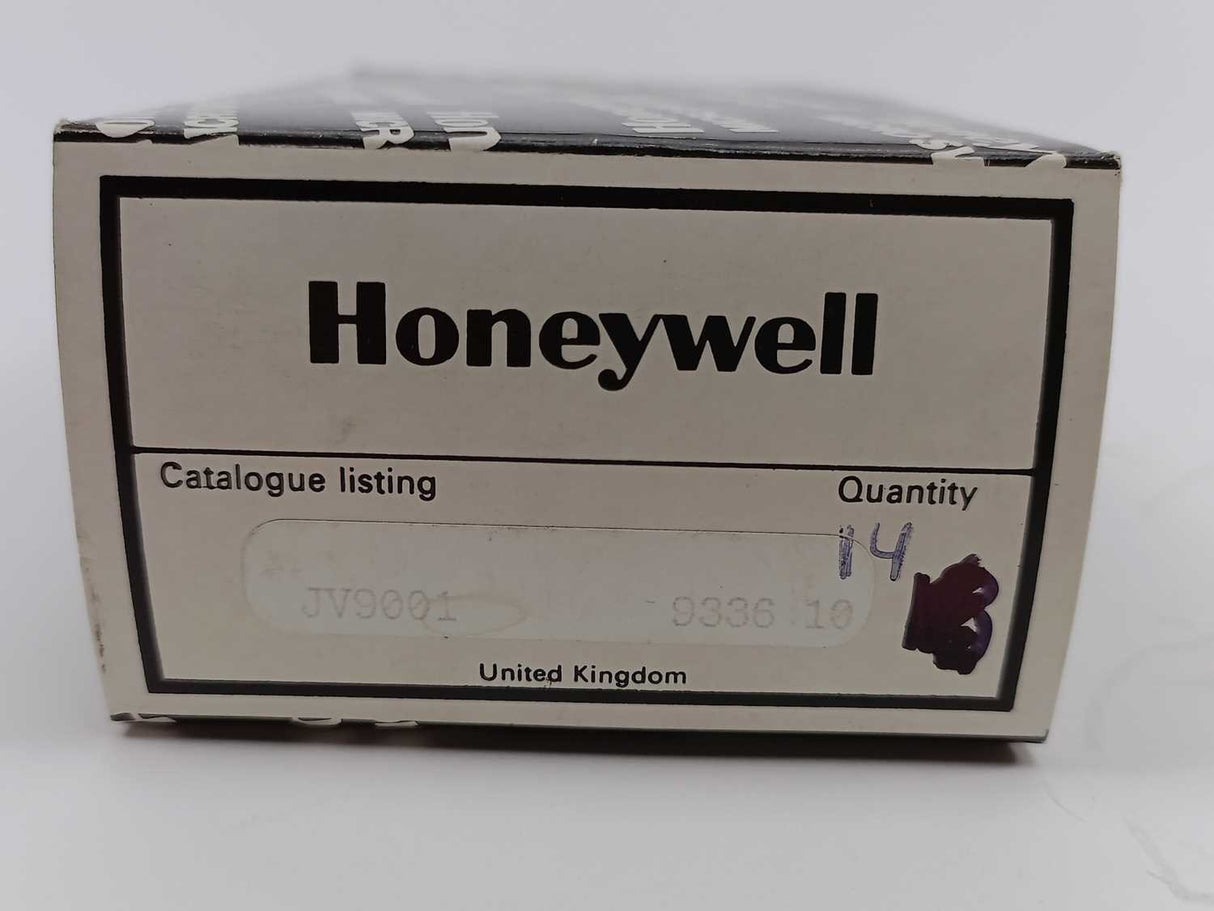 Honeywell
Catalogue listing
Quantity
14
JV9001 9336 10
United Kingdom